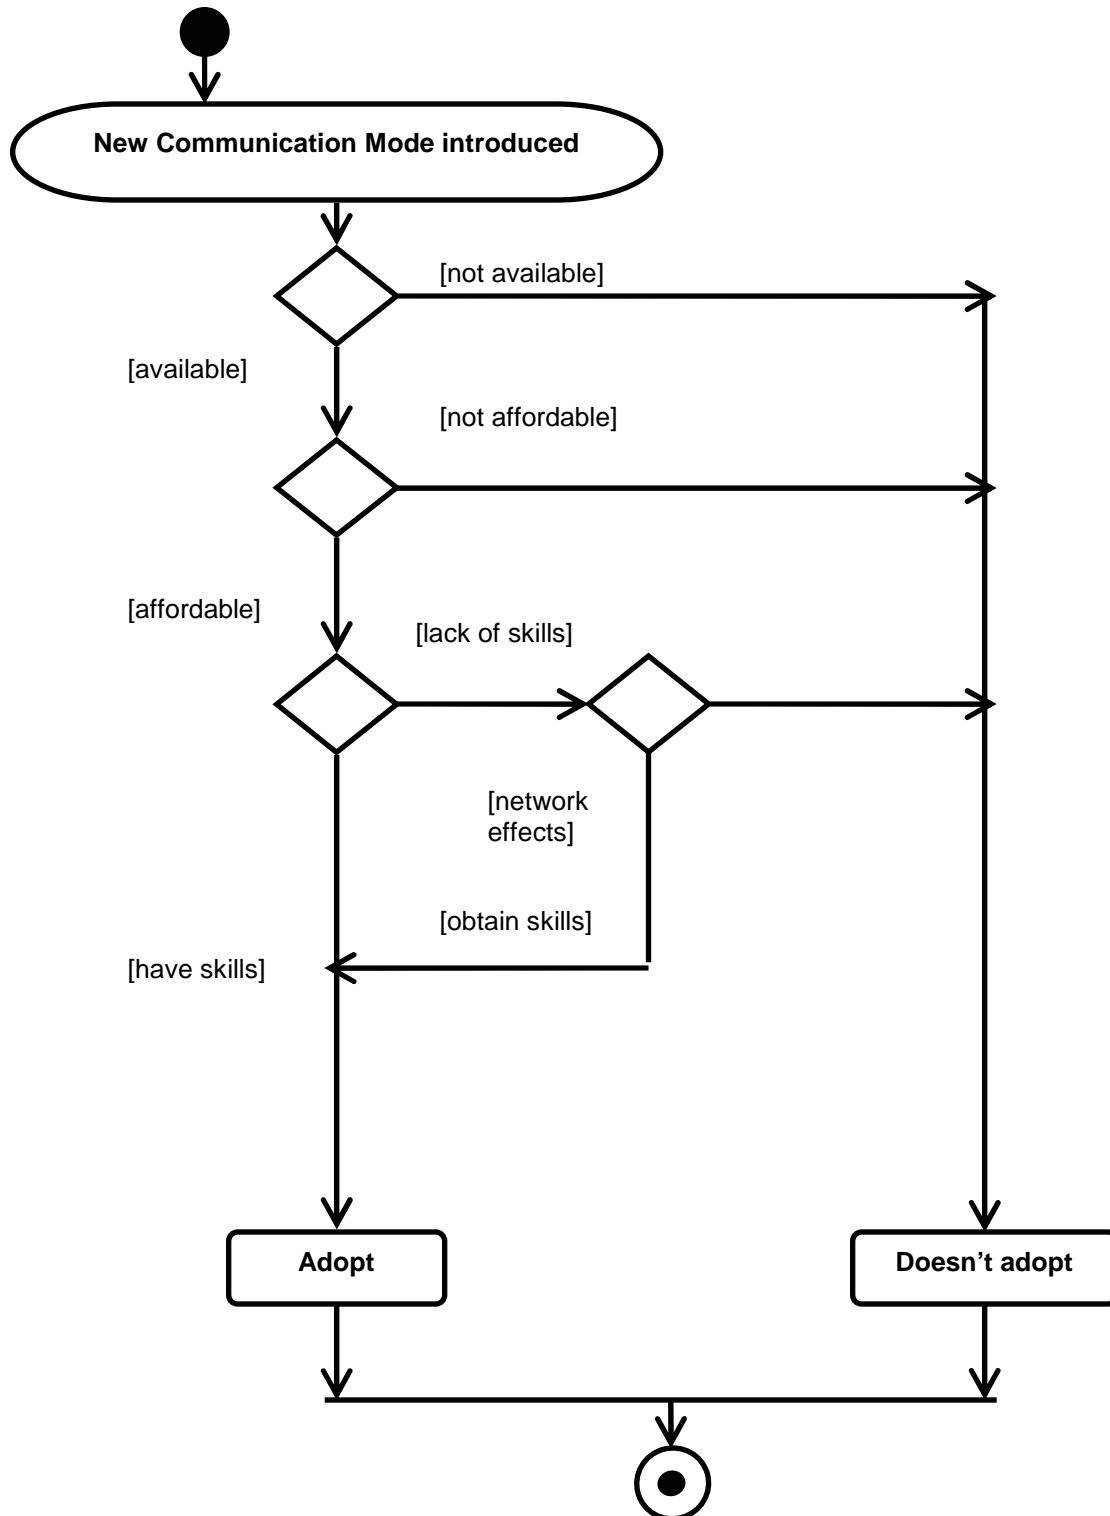 New Communication Mode introduced
[not available]
[available]
[not affordable]
[affordable]
[lack of skills]
[network
effects]
[obtain skills]
[have skills]
Adopt
Doesn’t adopt